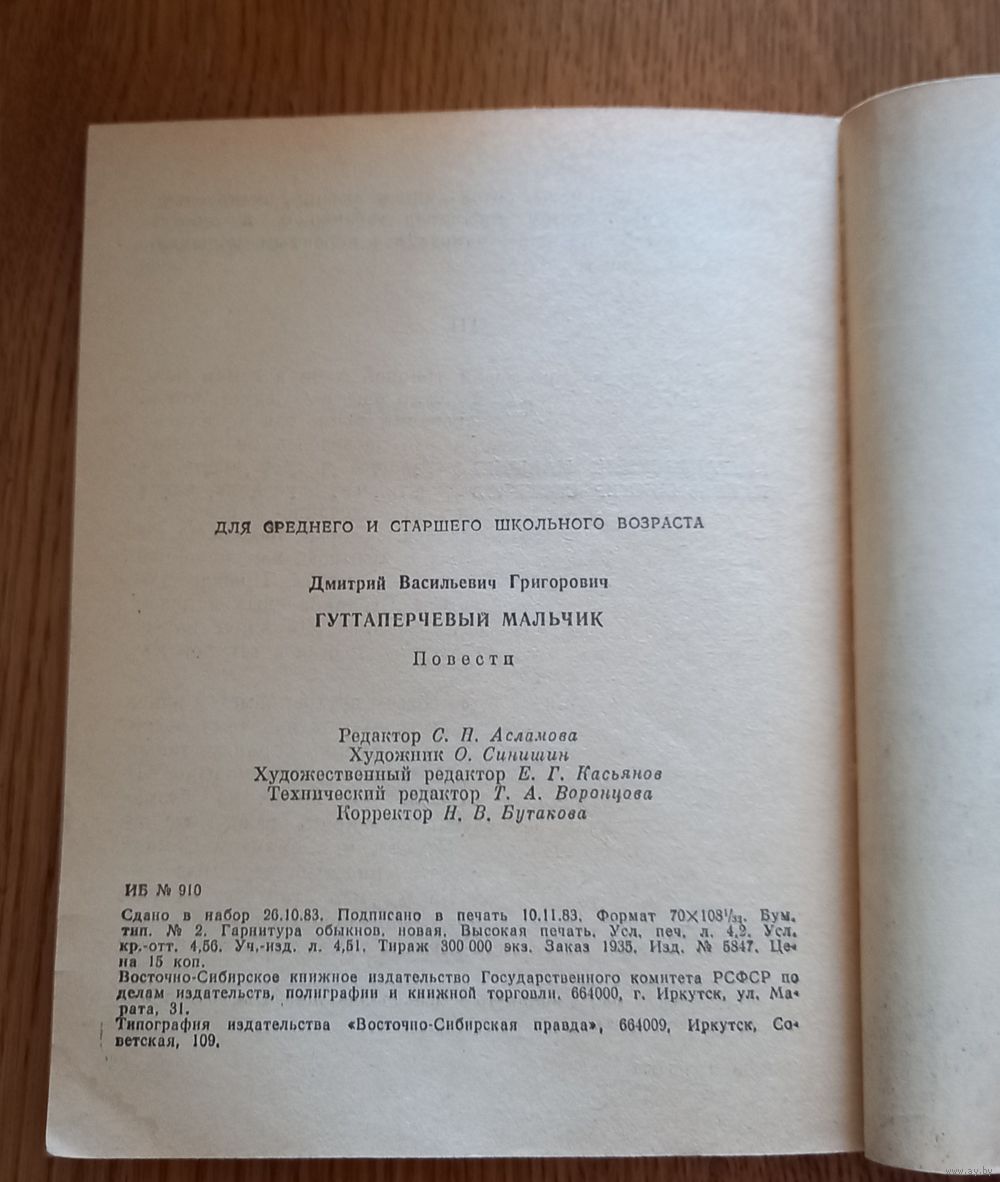 ДЛЯ СРЕДНЕГО И СТАРШЕГО ШКОЛЬНОГО ВОЗРАСТА
Дмитрий Васильевич Григорович
ГУТТАПЕРЧЕВЫЙ МАЛЬЧИК
Повести
Редактор С. Н. Асламова
Художник О. Синишин
Художественный редактор Е. Г. Касьянов
Технический редактор Т. А. Воронцова
Корректор Н. В. Бутакова
ИБ № 910
Сдано в набор 26.10.83. Подписано в печать 10.11.83. Формат 70×108¹/₃₂. Бум.
тип. № 2. Гарнитура обыкнов. новая. Высокая печать. Усл. печ. л. 4,2. Усл.
кр.-отт. 4,56. Уч.-изд. л. 4,51. Тираж 300 000 экз. Заказ 1935. Изд. № 5847. Це-
на 15 коп.
Восточно-Сибирское книжное издательство Государственного комитета РСФСР по
делам издательств, полиграфии и книжной торговли. 664000, г. Иркутск, ул. Ма-
рата, 31.
Типография издательства «Восточно-Сибирская правда», 664009, Иркутск, Со-
ветская, 109.
www.ay.by